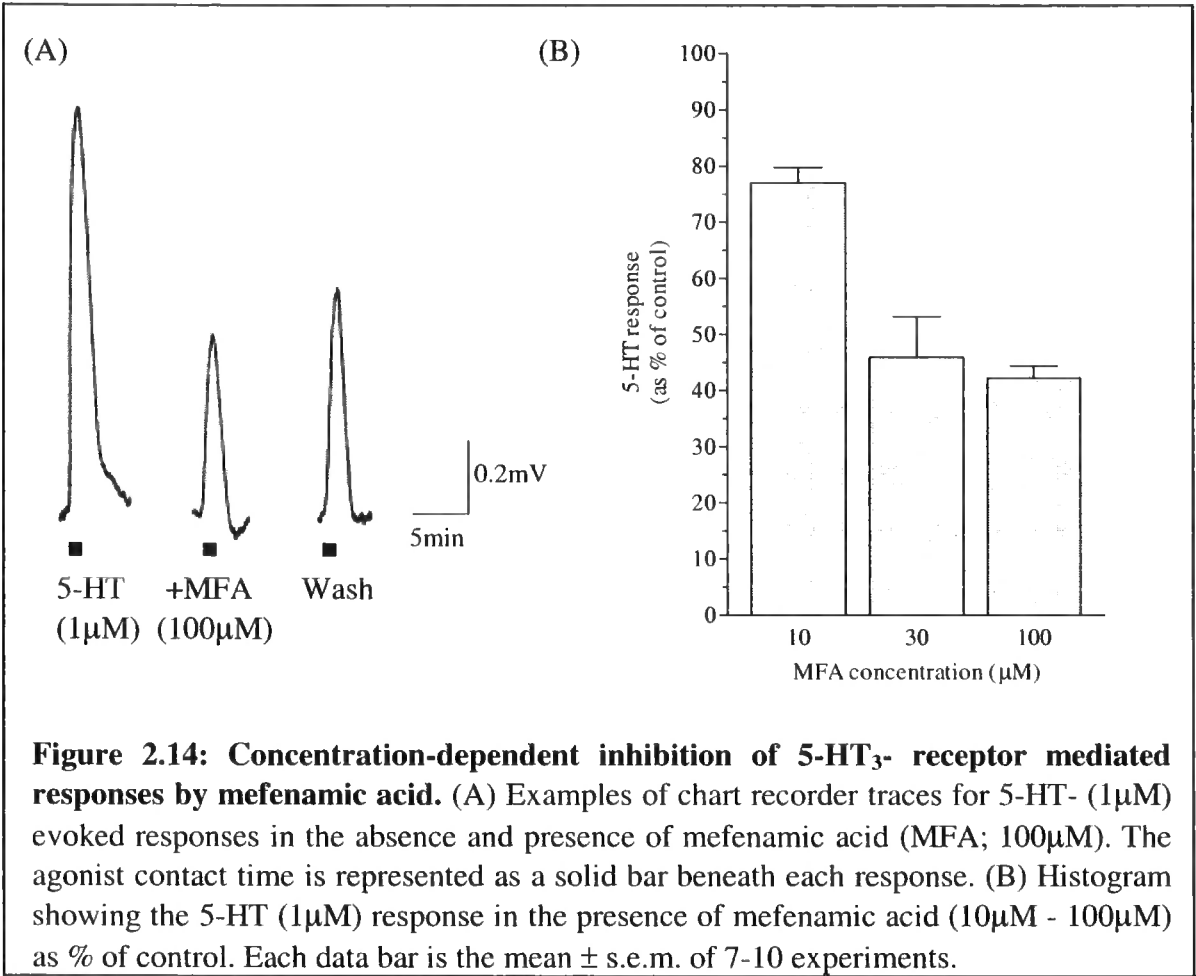 (A)
0.2mV
5min
5-HT +MFA Wash
(1µM) (100µM)
(B)
100
90
80
70
60
50
40
30
20
10
0
5-HT response
(as % of control)
10 30 100
MFA concentration (µM)
Figure 2.14: Concentration-dependent inhibition of 5-HT₃- receptor mediated
responses by mefenamic acid. (A) Examples of chart recorder traces for 5-HT- (1µM)
evoked responses in the absence and presence of mefenamic acid (MFA; 100µM). The
agonist contact time is represented as a solid bar beneath each response. (B) Histogram
showing the 5-HT (1µM) response in the presence of mefenamic acid (10µM - 100µM)
as % of control. Each data bar is the mean ± s.e.m. of 7-10 experiments.